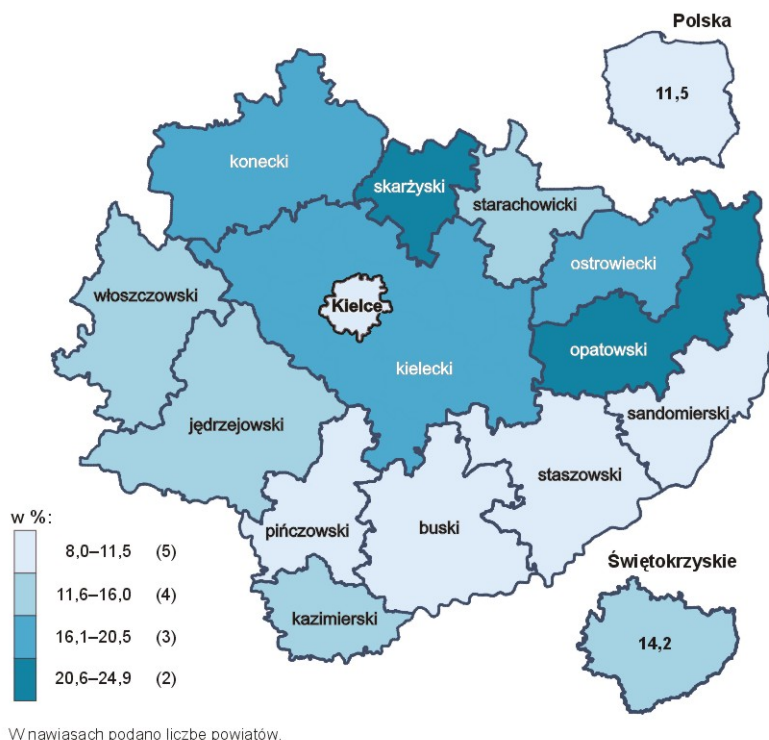 Polska
11,5
konecki
skarżyski
starachowicki
ostrowiecki
włoszczowski
Kielce
opatowski
kielecki
sandomierski
jędrzejowski
staszowski
w %:
pińczowski
buski
8,0–11,5 (5)
Świętokrzyskie
11,6–16,0 (4)
kazimierski
14,2
16,1–20,5 (3)
20,6–24,9 (2)
W nawiasach podano liczbę powiatów.